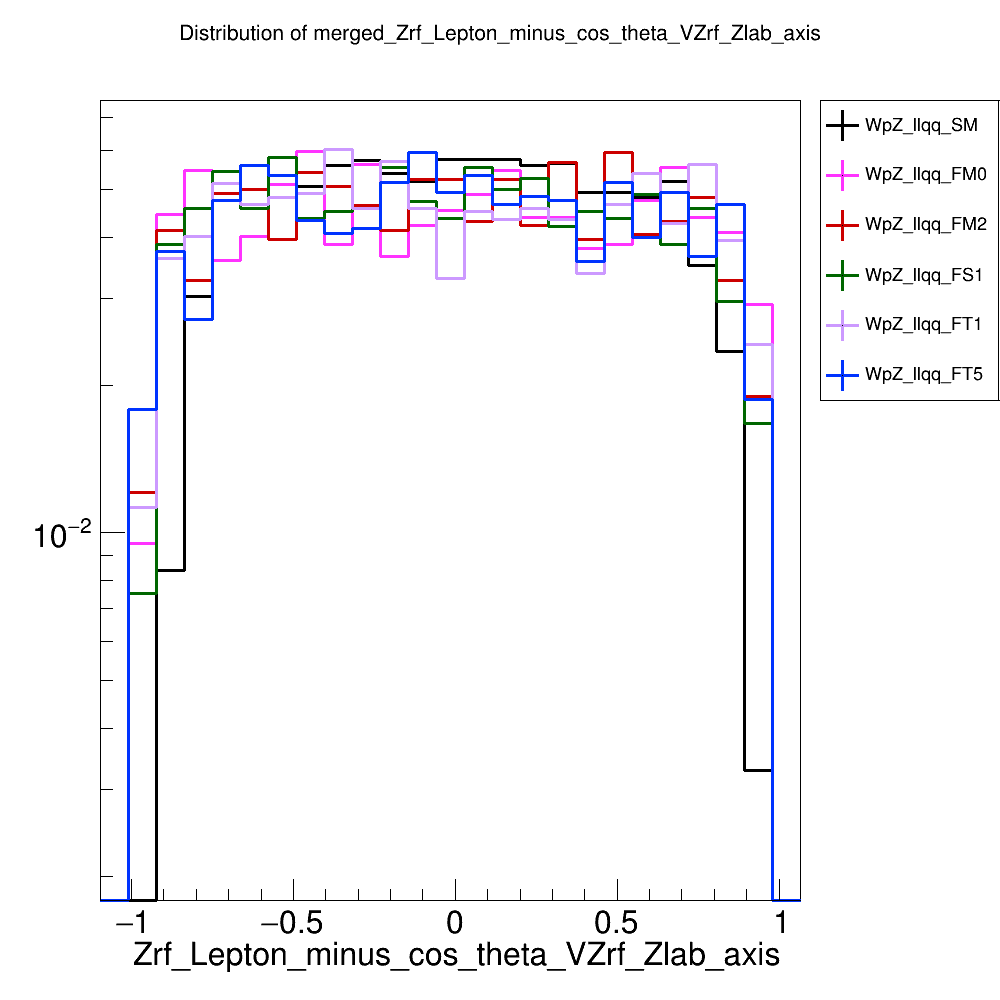 Distribution of merged_Zrf_Lepton_minus_cos_theta_VZrf_Zlab_axis
WpZ_llqq_SM
WpZ_llqq_FM0
WpZ_llqq_FM2
WpZ_llqq_FS1
WpZ_llqq_FT1
WpZ_llqq_FT5
10−2
−1 −0.5 0 0.5 1
Zrf_Lepton_minus_cos_theta_VZrf_Zlab_axis